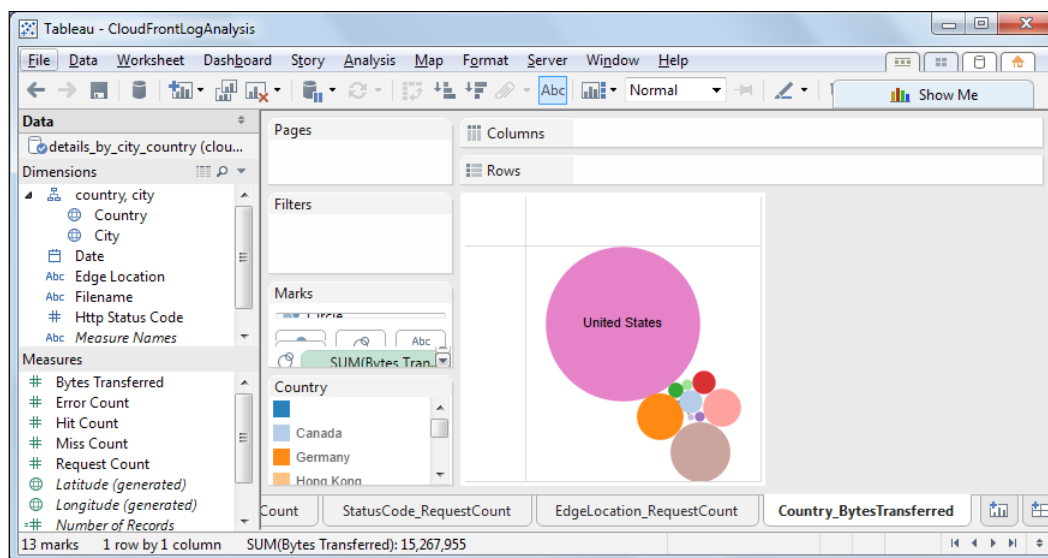 Tableau - CloudFrontLogAnalysis
File Data Worksheet Dashboard Story Analysis Map Format Server Window Help
Abc Normal Show Me
Data
details_by_city_country (clou...
Dimensions
country, city
Country
City
Date
Abc Edge Location
Abc Filename
# Http Status Code
Abc Measure Names
Measures
# Bytes Transferred
# Error Count
# Hit Count
# Miss Count
# Request Count
Latitude (generated)
Longitude (generated)
=# Number of Records
Pages
Filters
Marks
Circle
Abc
SUM(Bytes Tran..
Country
Canada
Germany
Hong Kong
Columns
Rows
United States
Count StatusCode_RequestCount EdgeLocation_RequestCount Country_BytesTransferred
13 marks 1 row by 1 column SUM(Bytes Transferred): 15,267,955